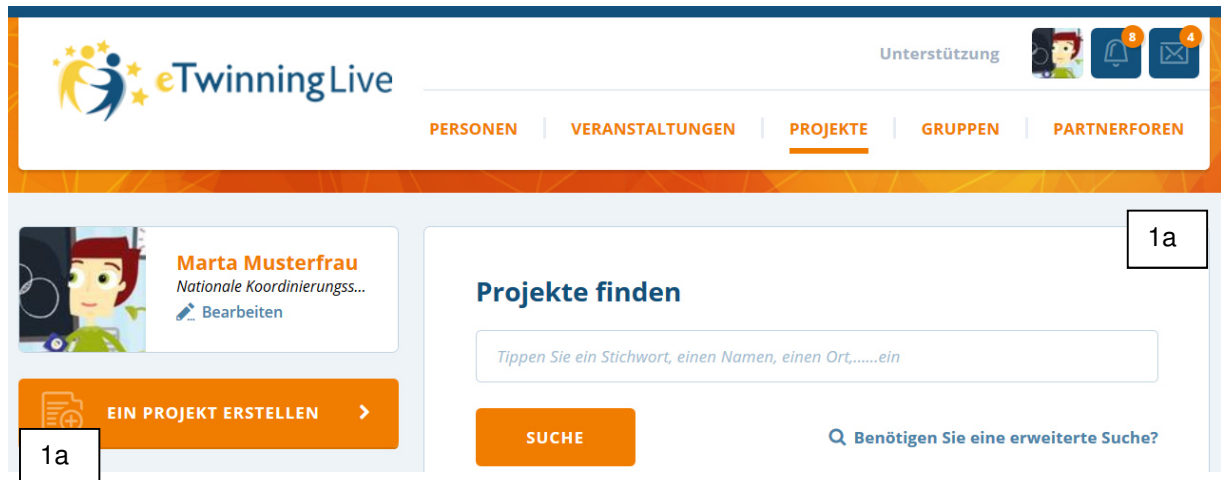 eTwinningLive
Unterstützung
8
4
PERSONEN VERANSTALTUNGEN PROJEKTE GRUPPEN PARTNERFOREN
1a
Marta Musterfrau
Nationale Koordinierungss...
Bearbeiten
Projekte finden
Tippen Sie ein Stichwort, einen Namen, einen Ort,......ein
EIN PROJEKT ERSTELLEN
1a
SUCHE
Benötigen Sie eine erweiterte Suche?